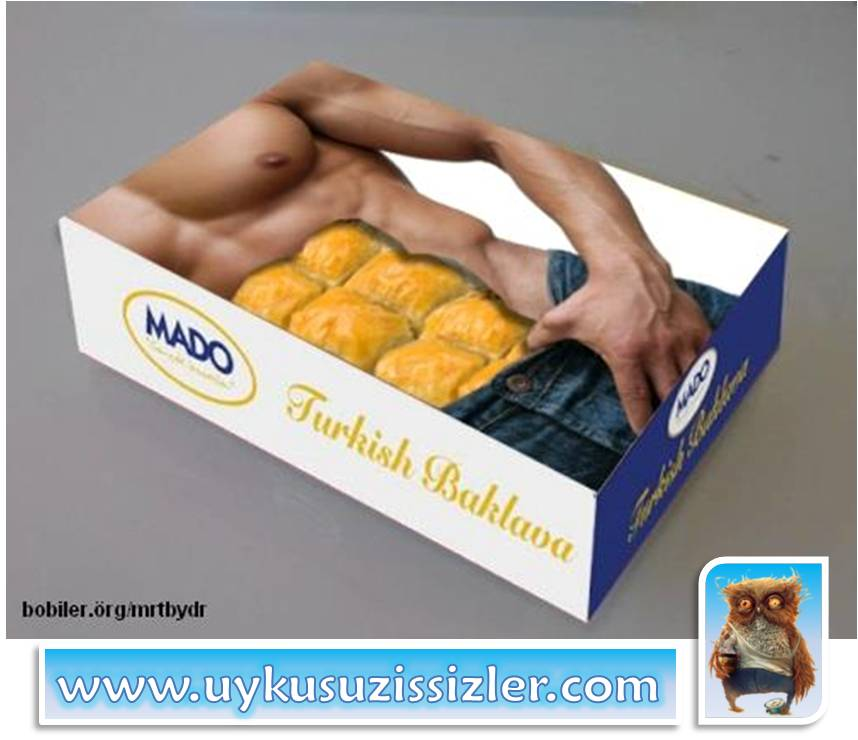 MADO
Turkish Baklava
MADO
Turkish Baklava
bobiler.örg/mrtbydr
www.uykusuzissizler.com